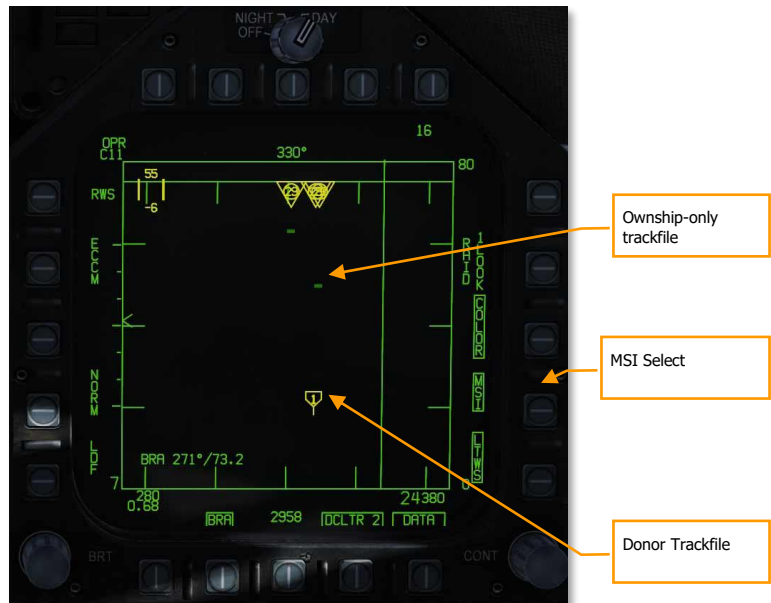 NIGHT DAY
OFF
16
OPR
C11
330°
80
55
RWS
-6
ECCM
RAID
1 LOOK
COLOR
NORM
MSI
1
LOF
BRA 271°/73.2
LTWS
7
0
280
0.68
24380
BRA
2958
DCLTR 2
DATA
BRT
CONT
Ownship-only
trackfile
MSI Select
Donor Trackfile